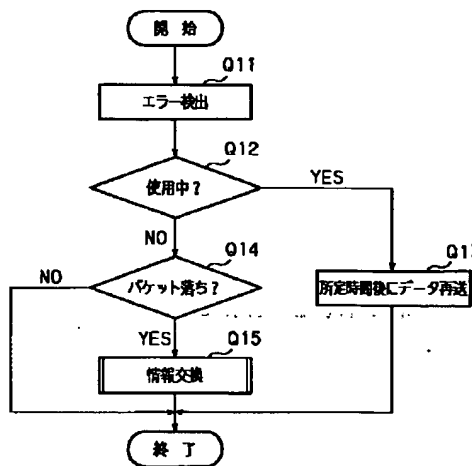 開 始
Q11
エラー検出
Q12
使用中?
YES
NO
Q14
NO
パケット落ち?
所定時間後にデータ再送
YES
Q15
情報交換
終 了